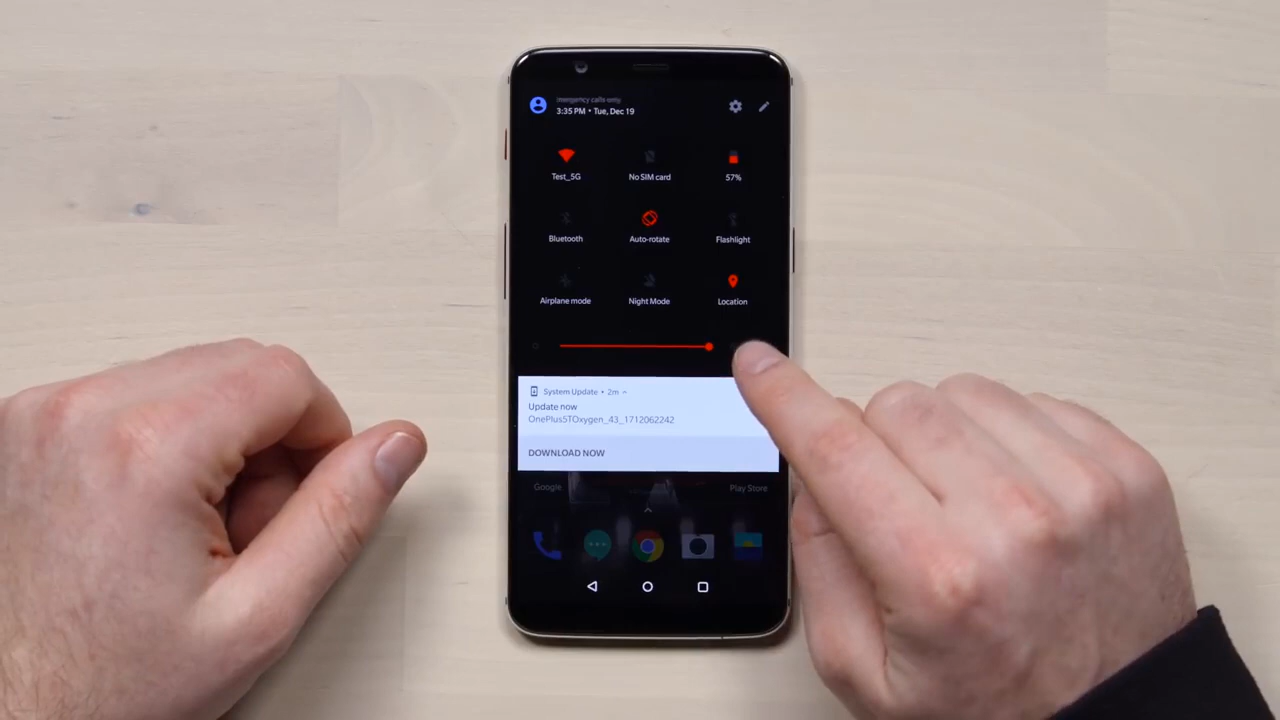 Emergency calls only
3:35 PM • Tue, Dec 19
Test_5G
No SIM card
57%
Bluetooth
Auto-rotate
Flashlight
Airplane mode
Night Mode
Location
System Update • 2m
Update now
OnePlus5TOxygen_43_1712062242
DOWNLOAD NOW
Google
Play Store